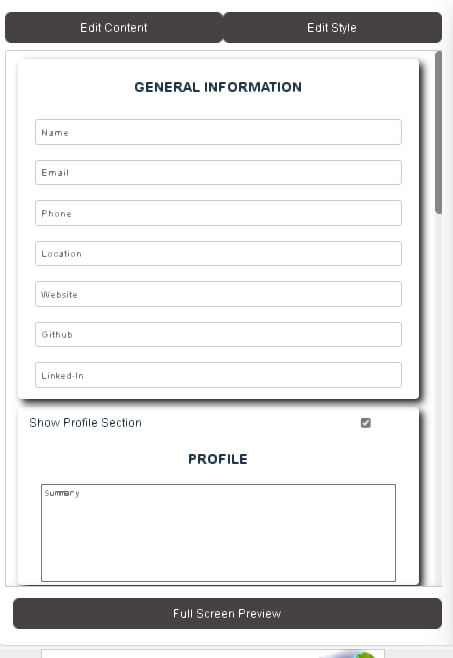 Edit Content Edit Style
GENERAL INFORMATION
Name
Email
Phone
Location
Website
Github
Linked-In
Show Profile Section
PROFILE
Summary
Full Screen Preview